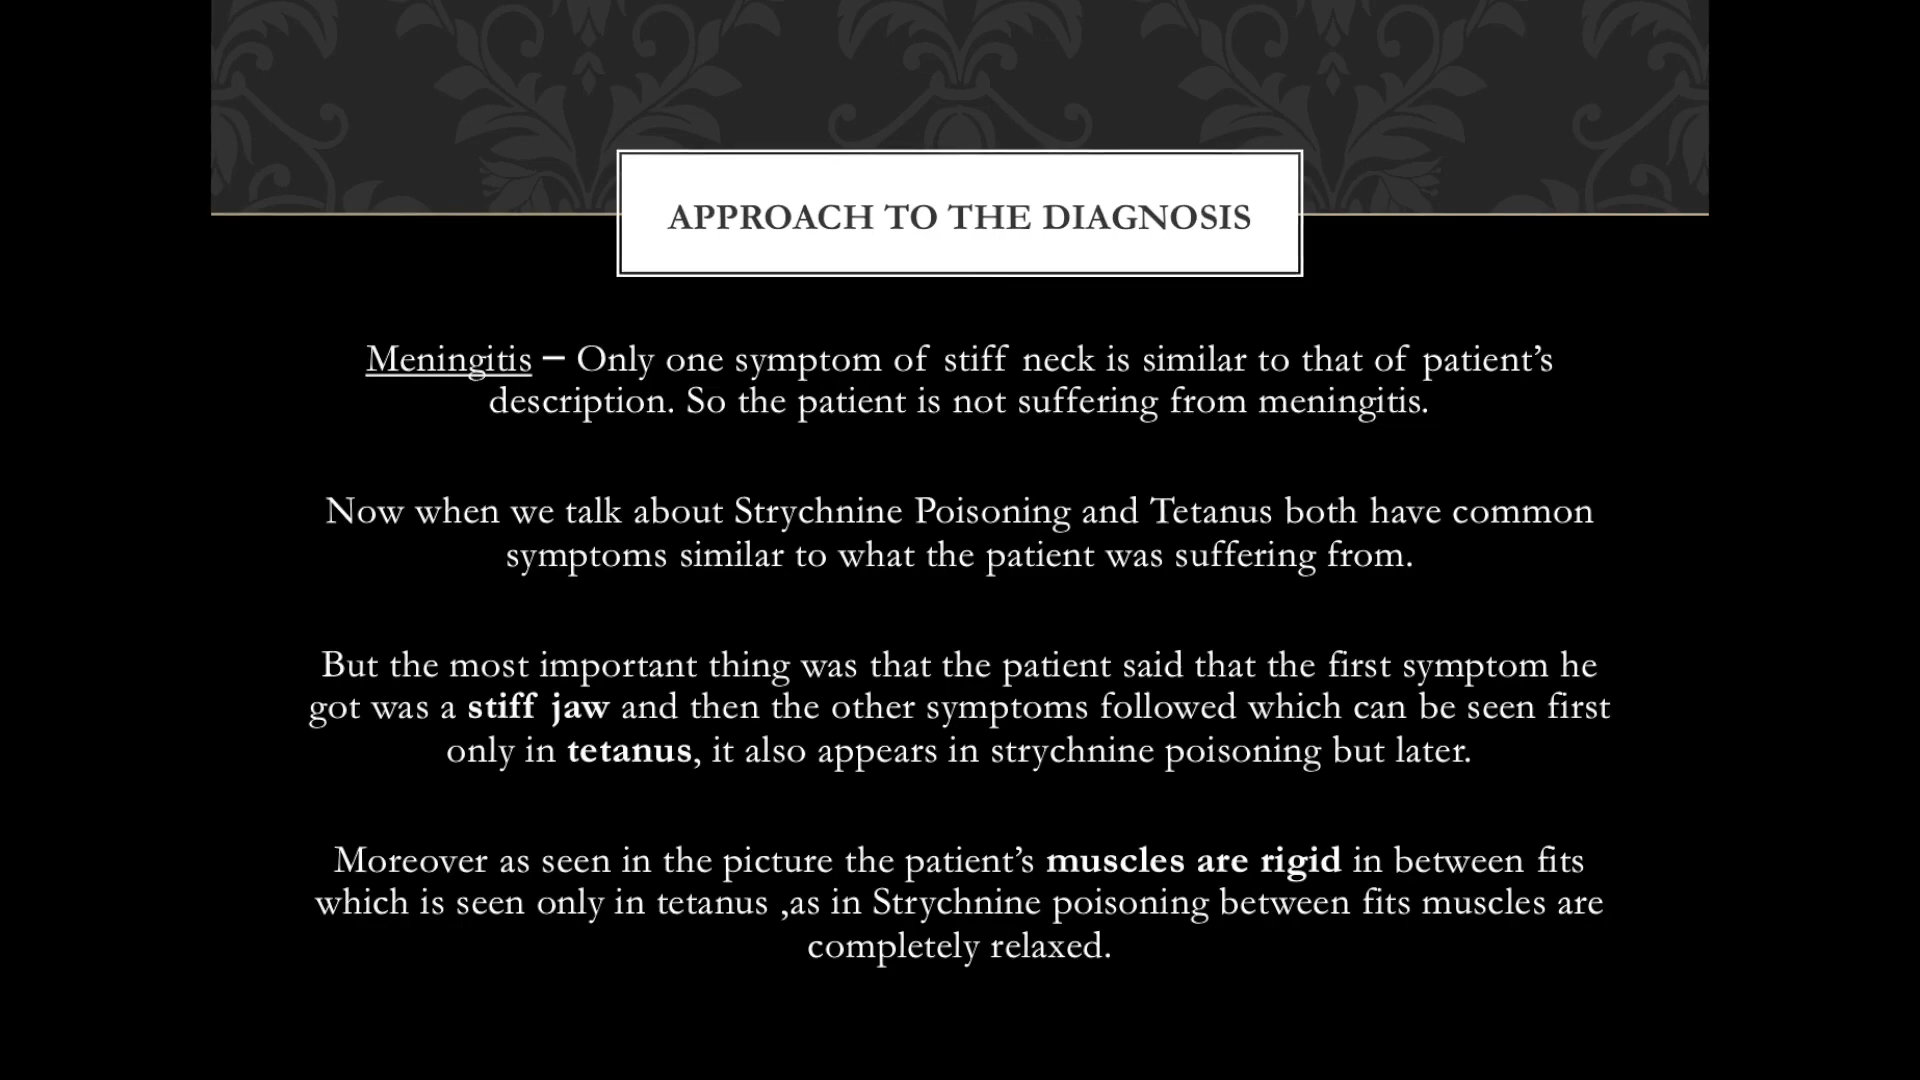 APPROACH TO THE DIAGNOSIS
Meningitis – Only one symptom of stiff neck is similar to that of patient’s
description. So the patient is not suffering from meningitis.
Now when we talk about Strychnine Poisoning and Tetanus both have common
symptoms similar to what the patient was suffering from.
But the most important thing was that the patient said that the first symptom he
got was a stiff jaw and then the other symptoms followed which can be seen first
only in tetanus, it also appears in strychnine poisoning but later.
Moreover as seen in the picture the patient’s muscles are rigid in between fits
which is seen only in tetanus ,as in Strychnine poisoning between fits muscles are
completely relaxed.